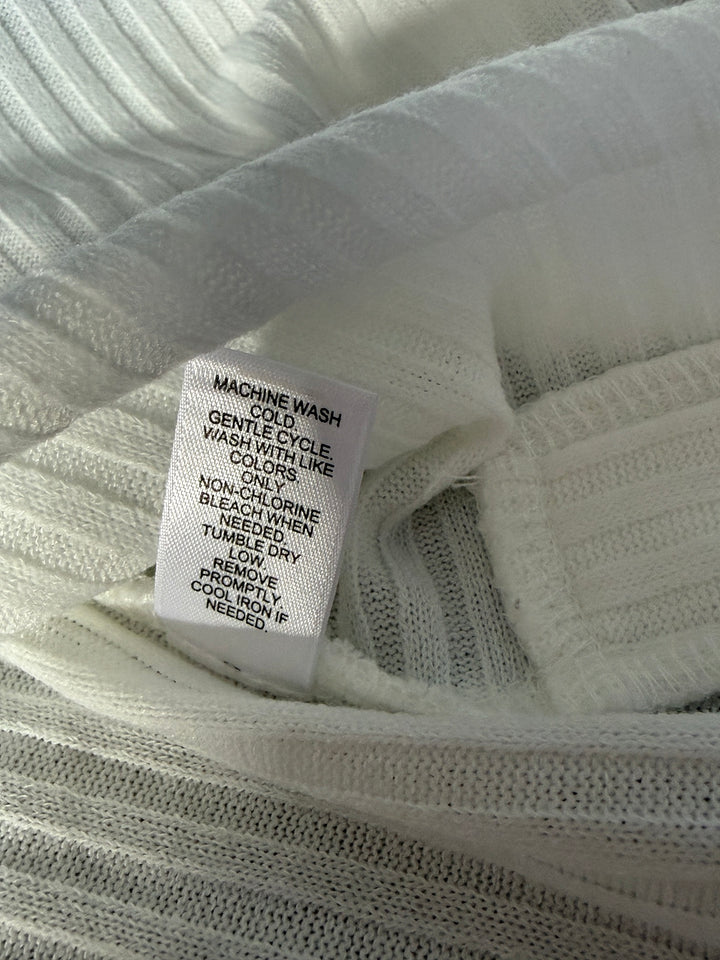 MACHINE WASH
COLD.
GENTLE CYCLE.
WASH WITH LIKE
COLORS.
ONLY
NON-CHLORINE
BLEACH WHEN
NEEDED.
TUMBLE DRY
LOW.
REMOVE
PROMPTLY.
COOL IRON IF
NEEDED.